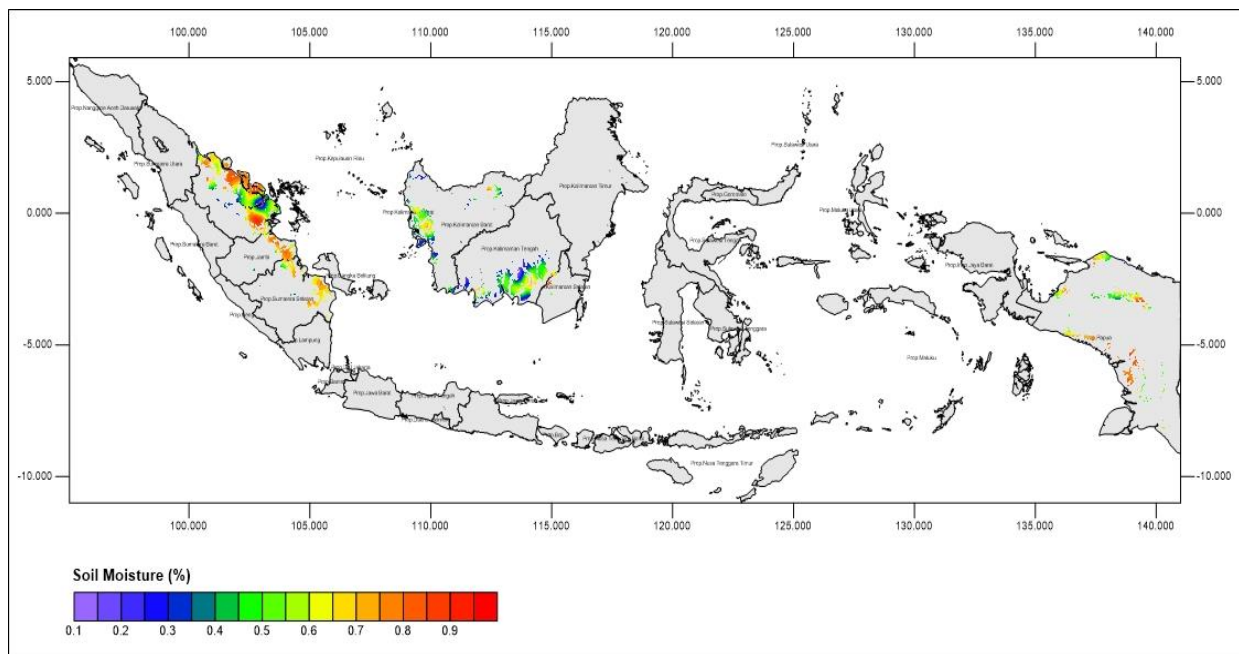 100.000 105.000 110.000 115.000 120.000 125.000 130.000 135.000 140.000
5.000 5.000
Prop.Sumatera Utara
Prop.Kepulauan Riau
Prop.Sulawesi Utara
Prop.Kalimantan Timur
Prop.Gorontalo
0.000 0.000
Prop.Kalimantan Barat
Prop.Sumatera Barat
Prop.Kalimantan Tengah
Prop.Jambi
Prop.Sumatera Selatan
Kalimantan Selatan
-5.000 -5.000
Lampung
Prop.Sulawesi Selatan
Prop.Maluku
Papua
Prop.Jawa Barat
Prop.Nusa Tenggara Timur
-10.000 -10.000
100.000 105.000 110.000 115.000 120.000 125.000 130.000 135.000 140.000
Soil Moisture (%)
0.1 0.2 0.3 0.4 0.5 0.6 0.7 0.8 0.9